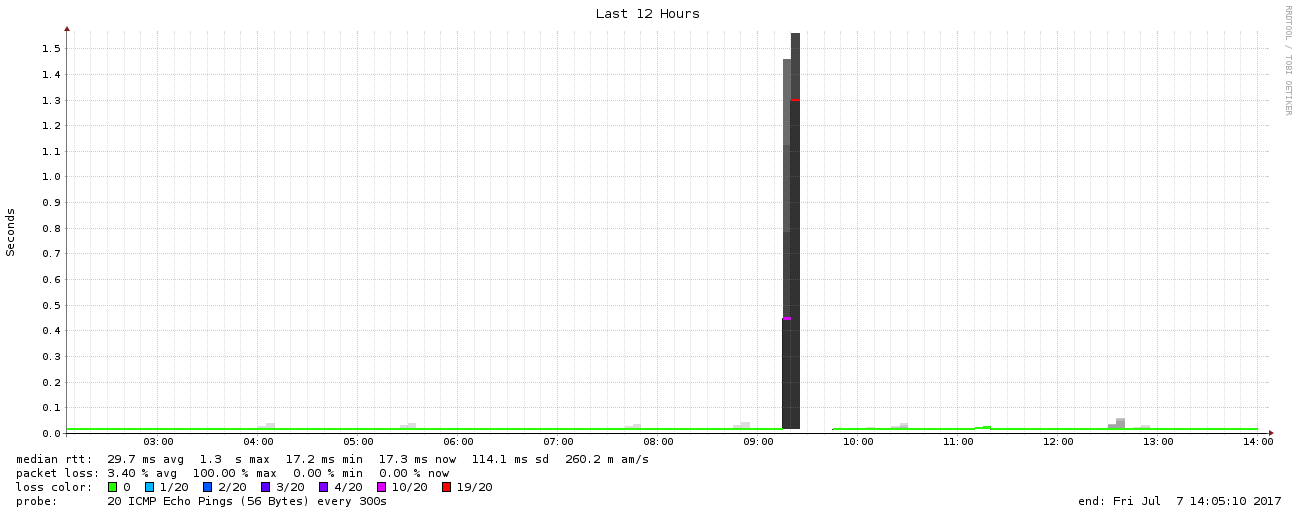 Last 12 Hours
RRDTOOL / TOBI OETIKER
Seconds
1.5
1.4
1.3
1.2
1.1
1.0
0.9
0.8
0.7
0.6
0.5
0.4
0.3
0.2
0.1
0.0
03:00 04:00 05:00 06:00 07:00 08:00 09:00 10:00 11:00 12:00 13:00 14:00
median rtt: 29.7 ms avg 1.3 s max 17.2 ms min 17.3 ms now 114.1 ms sd 260.2 m am/s
packet loss: 3.40 % avg 100.00 % max 0.00 % min 0.00 % now
loss color: 0 1/20 2/20 3/20 4/20 10/20 19/20
probe: 20 ICMP Echo Pings (56 Bytes) every 300s end: Fri Jul 7 14:05:10 2017